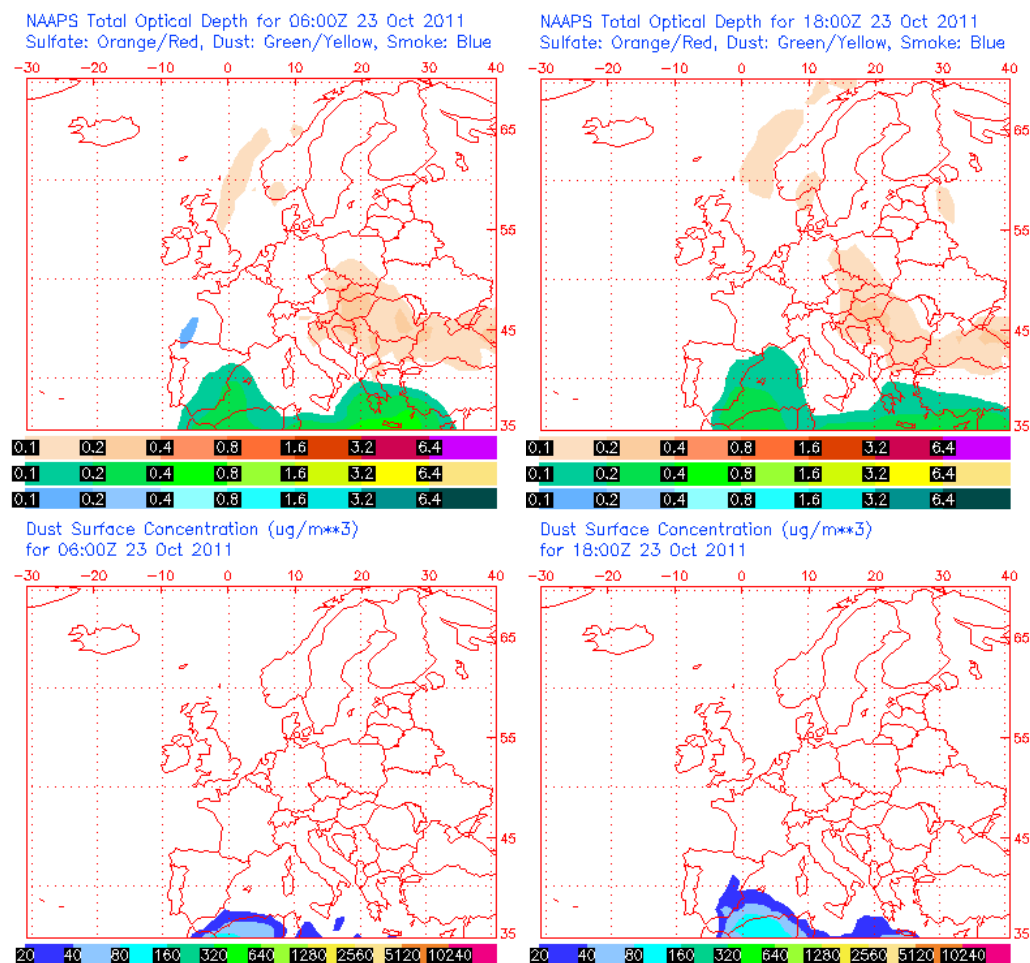 NAAPS Total Optical Depth for 06:00Z 23 Oct 2011
Sulfate: Orange/Red, Dust: Green/Yellow, Smoke: Blue
-30 -20 -10 0 10 20 30 40
65
55
45
35
0.1 0.2 0.4 0.8 1.6 3.2 6.4
0.1 0.2 0.4 0.8 1.6 3.2 6.4
0.1 0.2 0.4 0.8 1.6 3.2 6.4
NAAPS Total Optical Depth for 18:00Z 23 Oct 2011
Sulfate: Orange/Red, Dust: Green/Yellow, Smoke: Blue
-30 -20 -10 0 10 20 30 40
65
55
45
35
0.1 0.2 0.4 0.8 1.6 3.2 6.4
0.1 0.2 0.4 0.8 1.6 3.2 6.4
0.1 0.2 0.4 0.8 1.6 3.2 6.4
Dust Surface Concentration (ug/m**3)
for 06:00Z 23 Oct 2011
-30 -20 -10 0 10 20 30 40
65
55
45
35
20 40 80 160 320 640 1280 2560 5120 10240
Dust Surface Concentration (ug/m**3)
for 18:00Z 23 Oct 2011
-30 -20 -10 0 10 20 30 40
65
55
45
35
20 40 80 160 320 640 1280 2560 5120 10240